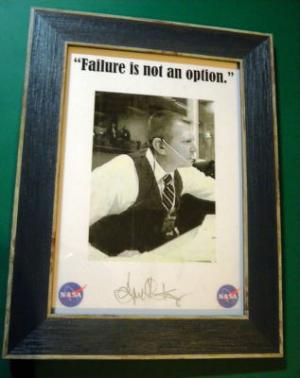 “Failure is not an option.”
NASA
NASA